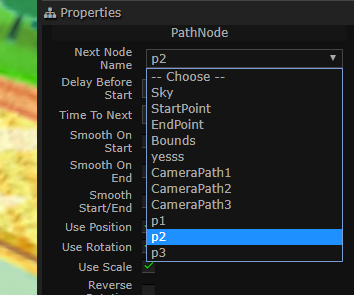 Properties
PathNode
Next Node
Name
p2
-- Choose --
Sky
StartPoint
EndPoint
Bounds
yesss
CameraPath1
CameraPath2
CameraPath3
p1
p2
p3
Delay Before
Start
Time To Next
Smooth On
Start
Smooth On
End
Smooth
Start/End
Use Position
Use Rotation
Use Scale
Reverse